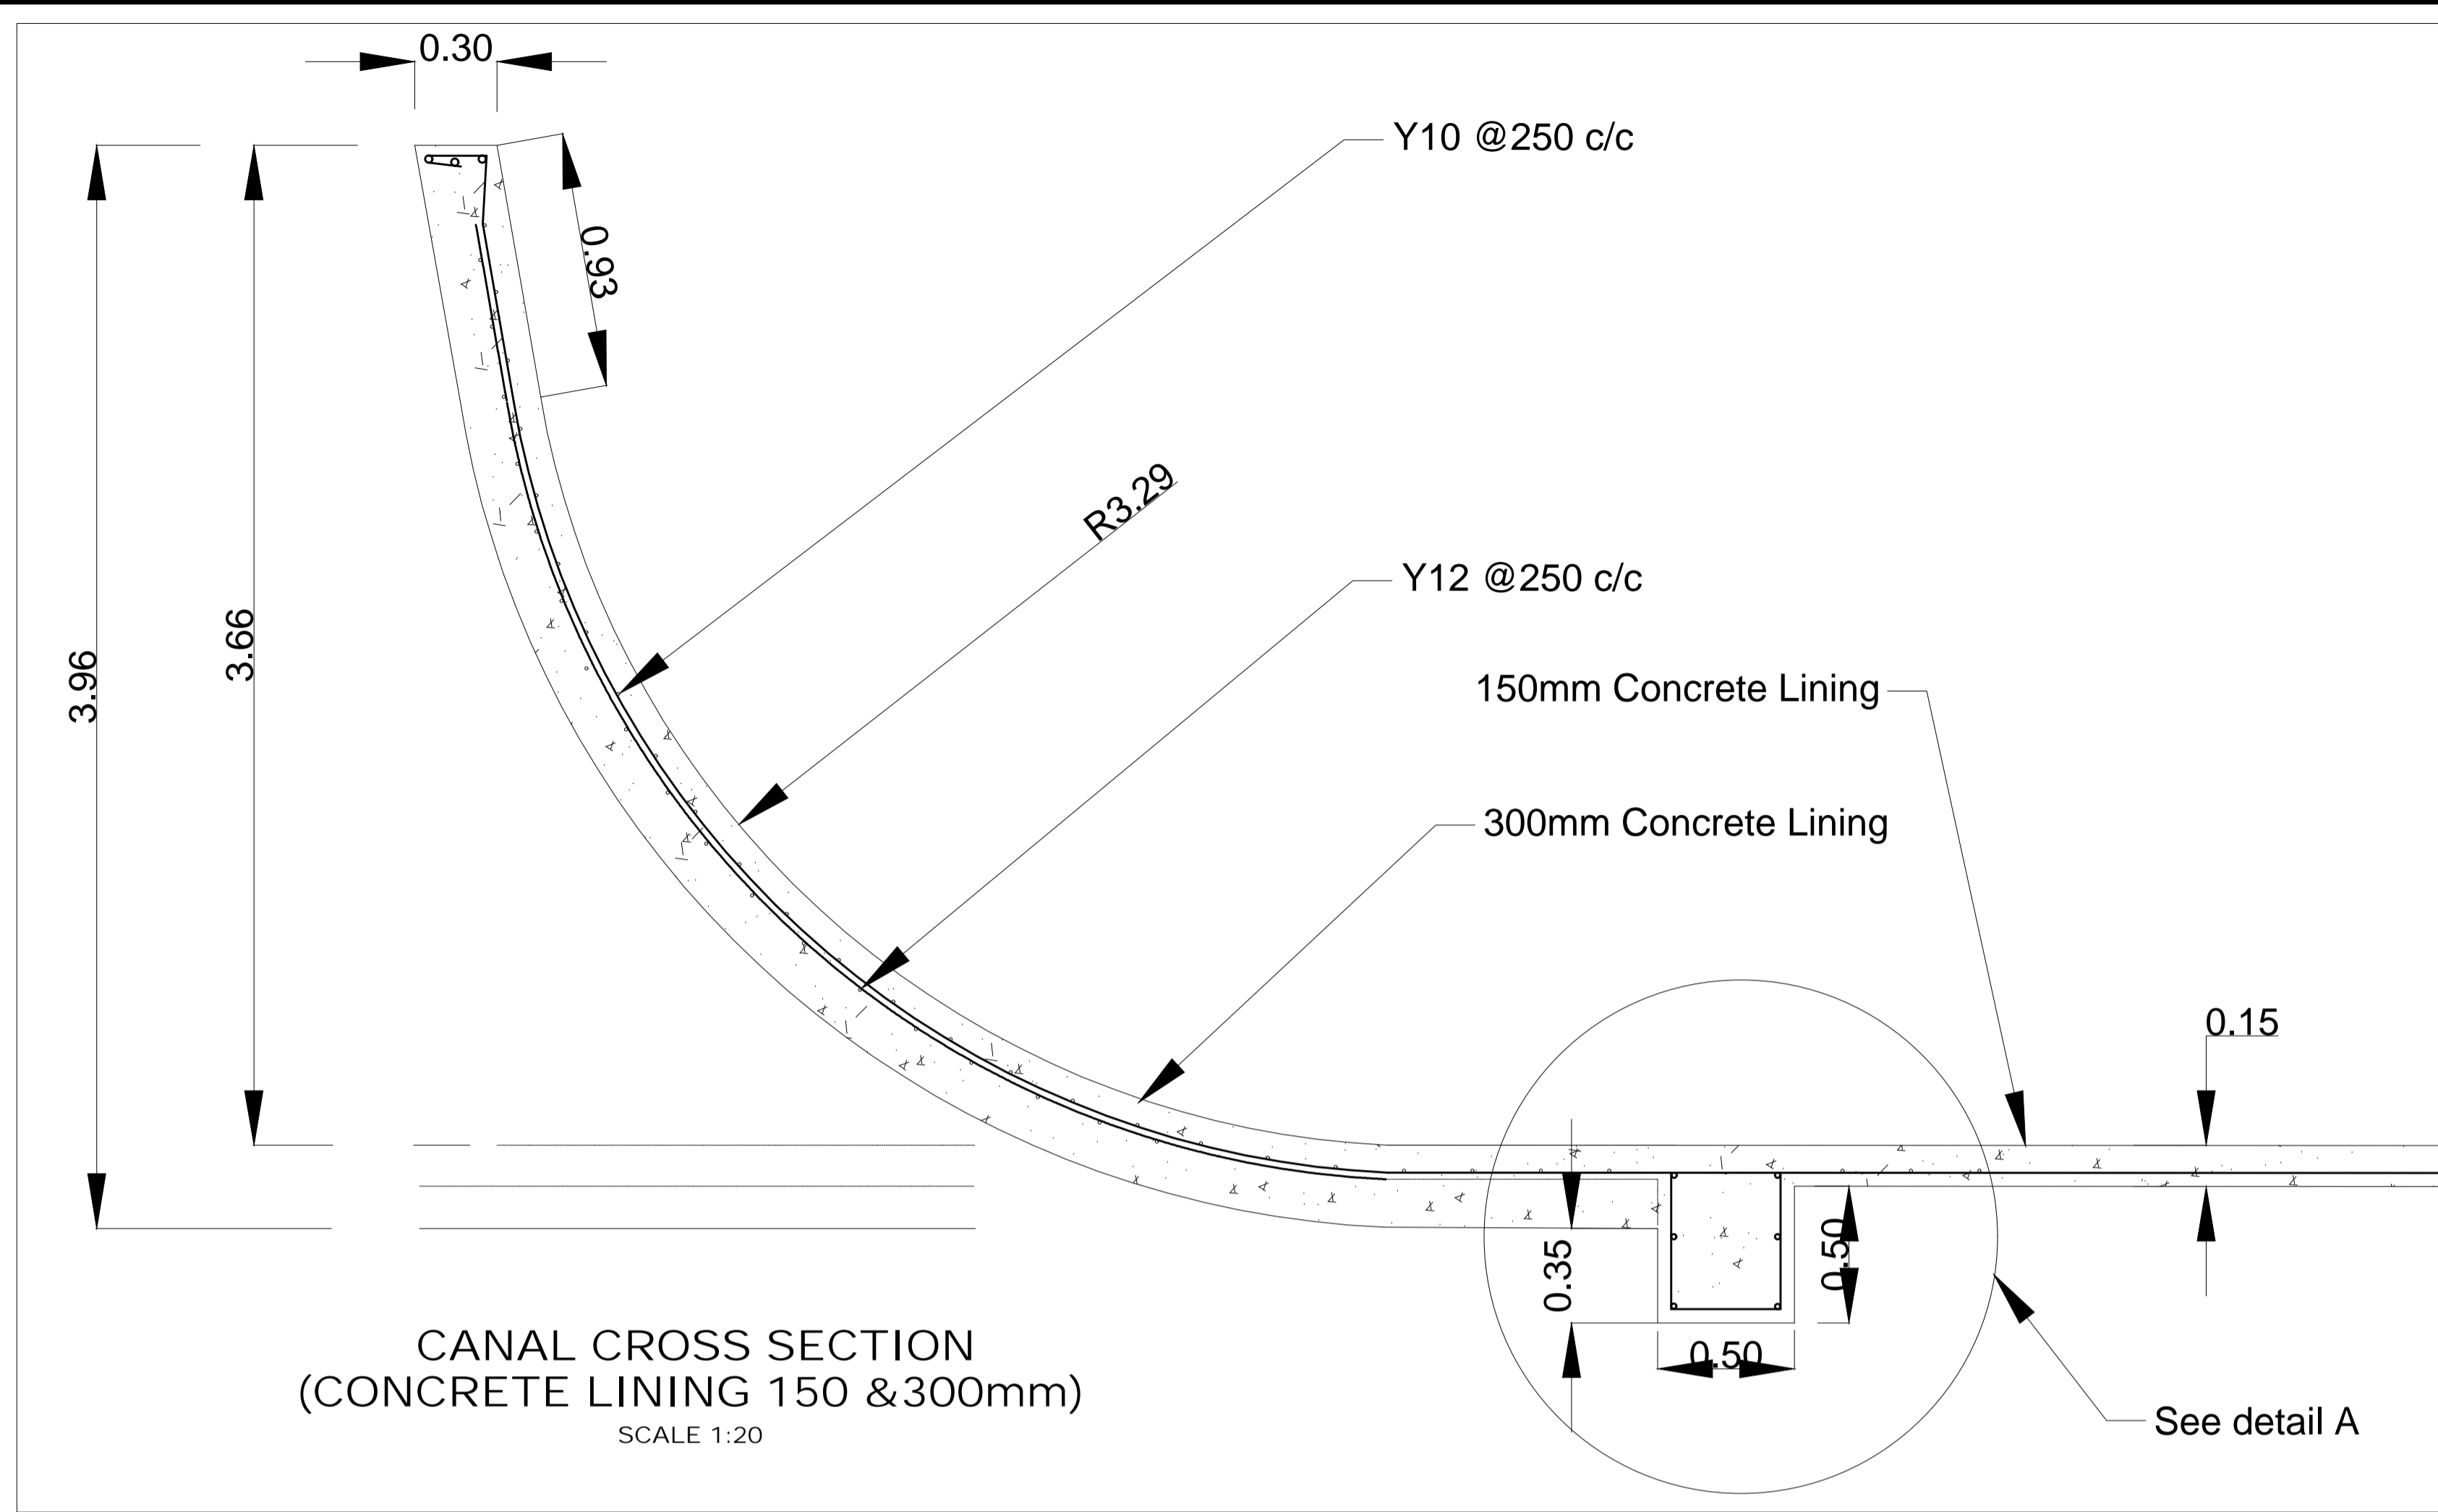 0.30
Y10 @250 c/c
0.93
R3.29
Y12 @250 c/c
3.66
3.96
150mm Concrete Lining
300mm Concrete Lining
0.15
0.35
0.50
0.50
CANAL CROSS SECTION
(CONCRETE LINING 150 &300mm)
SCALE 1:20
See detail A